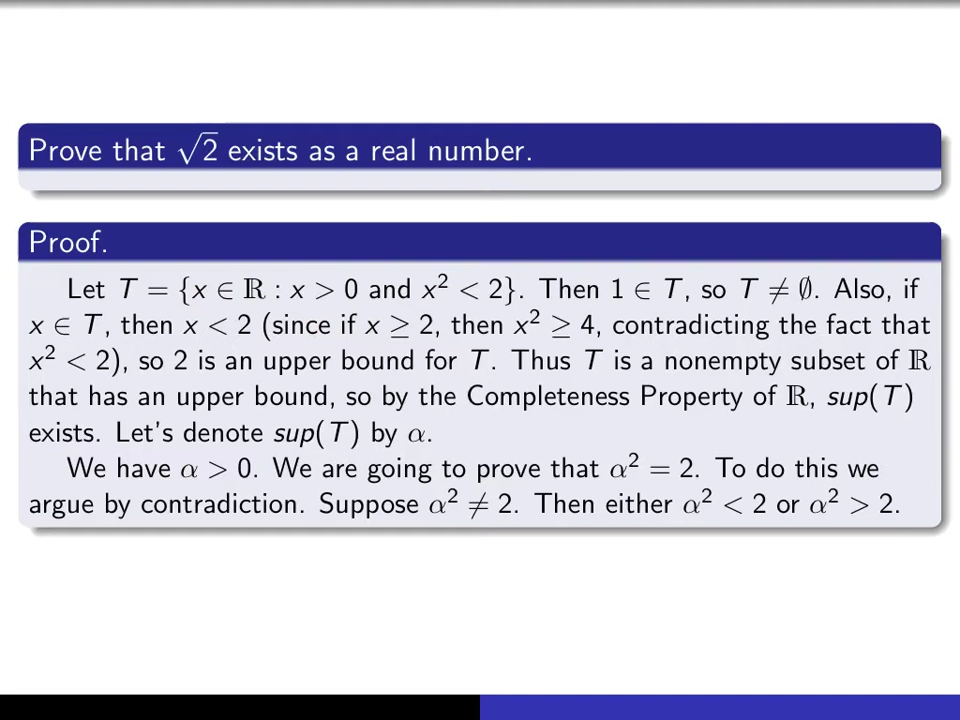 Prove that √2 exists as a real number.
Proof.
Let T = {x ∈ ℝ : x > 0 and x² < 2}. Then 1 ∈ T, so T ≠ ∅. Also, if
x ∈ T, then x < 2 (since if x ≥ 2, then x² ≥ 4, contradicting the fact that
x² < 2), so 2 is an upper bound for T. Thus T is a nonempty subset of ℝ
that has an upper bound, so by the Completeness Property of ℝ, sup(T)
exists. Let's denote sup(T) by α.
We have α > 0. We are going to prove that α² = 2. To do this we
argue by contradiction. Suppose α² ≠ 2. Then either α² < 2 or α² > 2.